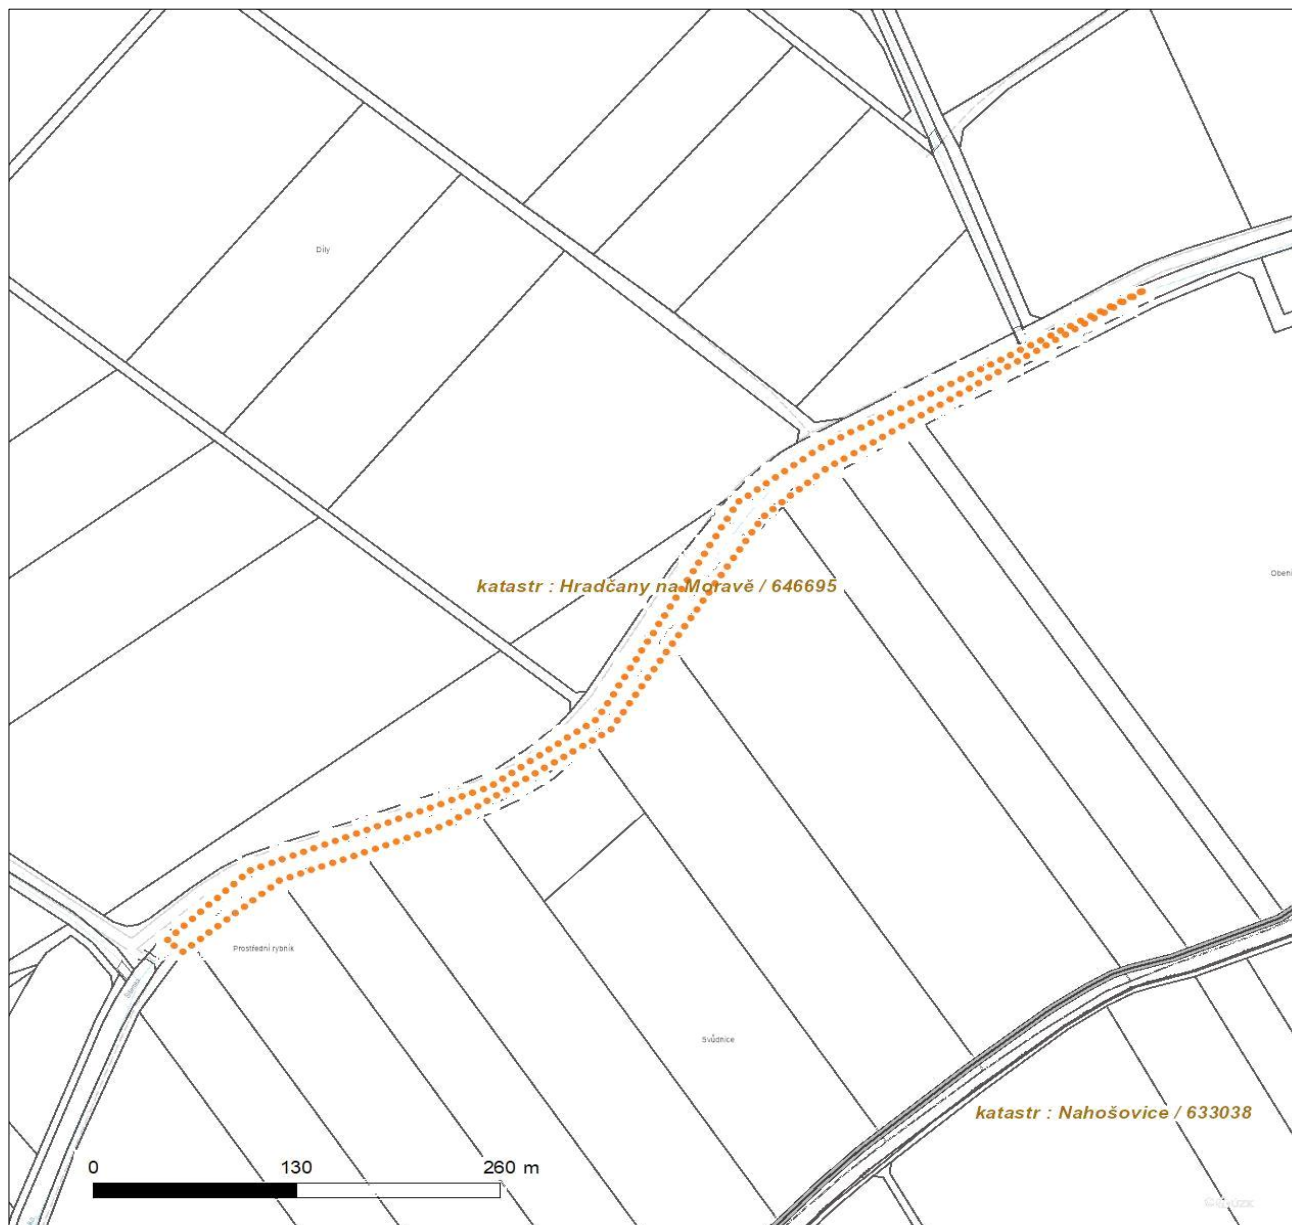 Díly
katastr : Hradčany na Moravě / 646695
Prostřední rybník
Svůdnice
katastr : Nahošovice / 633038
0 130 260 m